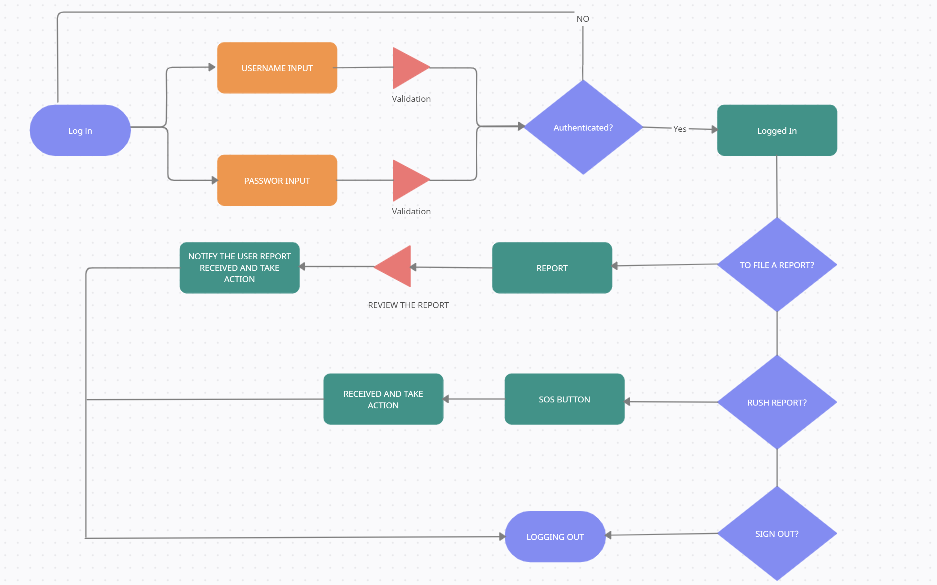 NO
USERNAME INPUT
Validation
Log In
Authenticated?
Yes
Logged In
PASSWOR INPUT
Validation
NOTIFY THE USER REPORT
RECEIVED AND TAKE
ACTION
REVIEW THE REPORT
REPORT
TO FILE A REPORT?
RECEIVED AND TAKE
ACTION
SOS BUTTON
RUSH REPORT?
LOGGING OUT
SIGN OUT?